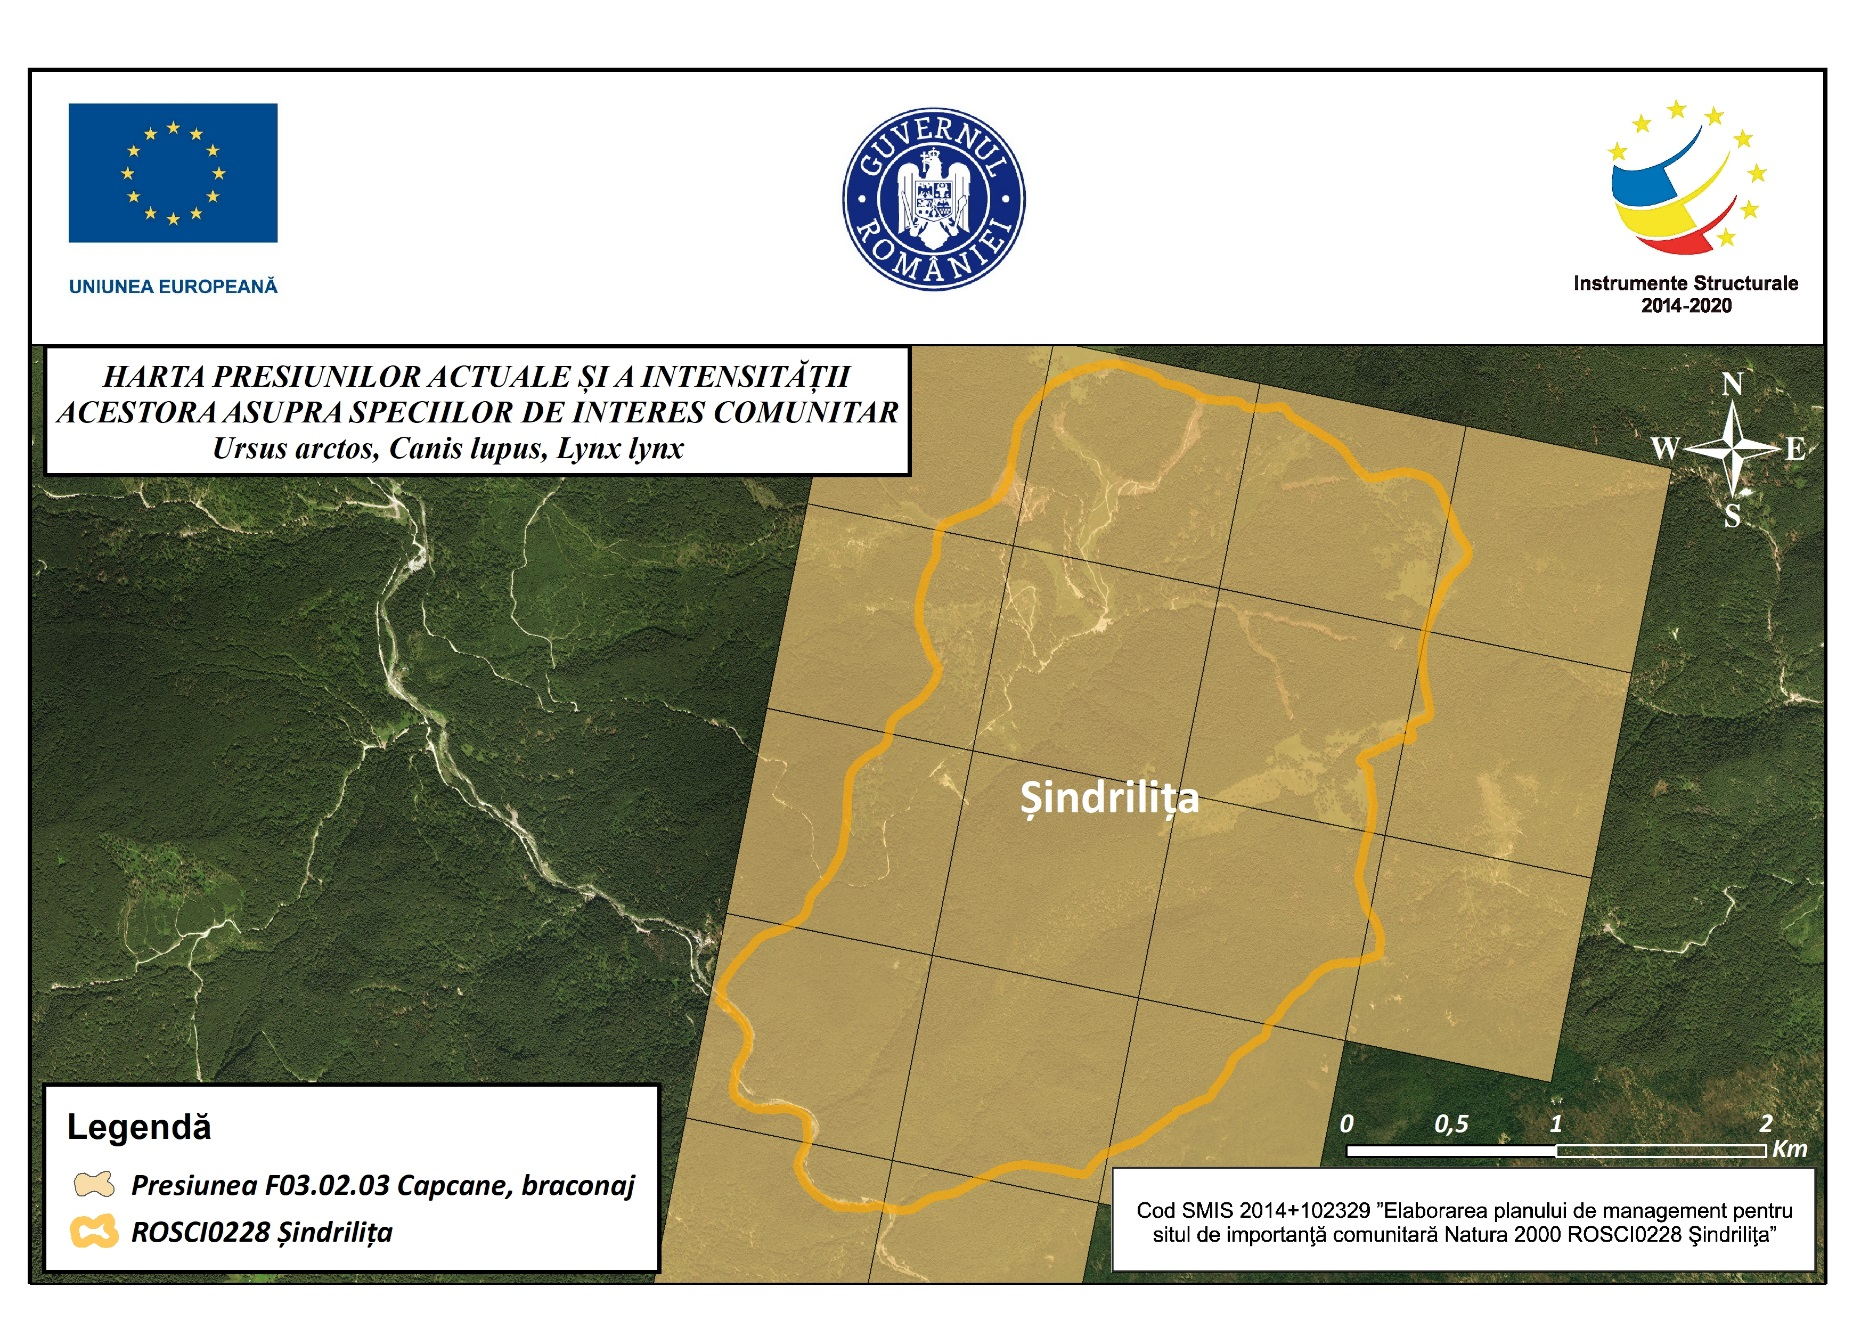 UNIUNEA EUROPEANĂ
GUVERNUL ROMÂNIEI
Instrumente Structurale
2014-2020
HARTA PRESIUNILOR ACTUALE ȘI A INTENSITĂȚII
ACESTORA ASUPRA SPECIILOR DE INTERES COMUNITAR
Ursus arctos, Canis lupus, Lynx lynx
N
W E
S
Șindrilița
Legendă
Presiunea F03.02.03 Capcane, braconaj
ROSCI0228 Șindrilița
0 0,5 1 2
Km
Cod SMIS 2014+102329 ”Elaborarea planului de management pentru
situl de importanţă comunitară Natura 2000 ROSCI0228 Şindriliţa”